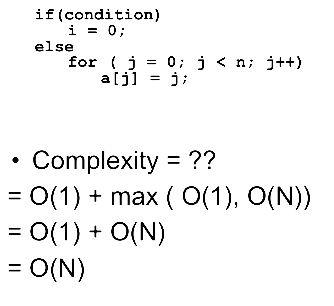 if(condition)
i = 0;
else
for ( j = 0; j < n; j++)
a[j] = j;
• Complexity = ??
= O(1) + max ( O(1), O(N))
= O(1) + O(N)
= O(N)